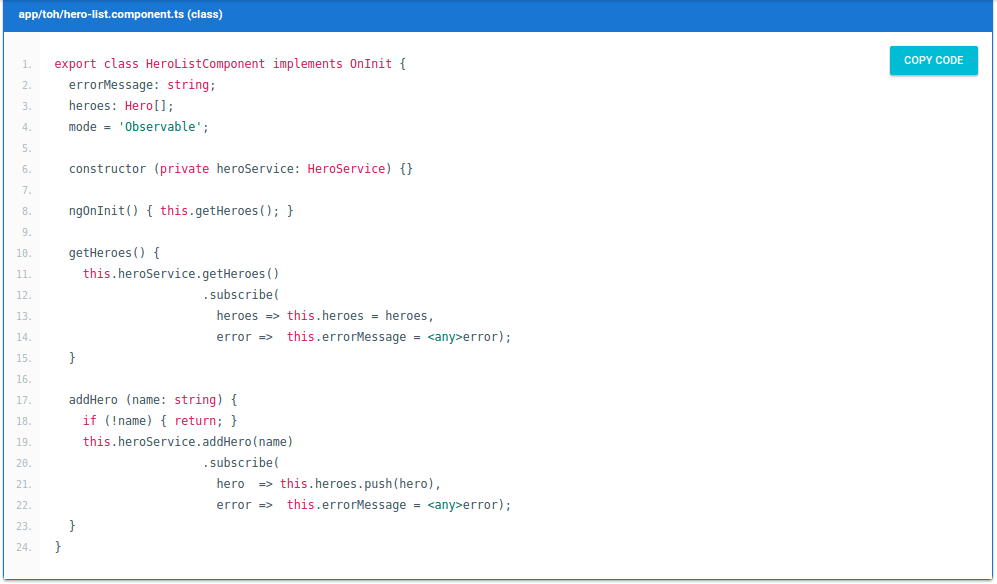 app/toh/hero-list.component.ts (class)
COPY CODE
1. export class HeroListComponent implements OnInit {
2.   errorMessage: string;
3.   heroes: Hero[];
4.   mode = 'Observable';
5.
6.   constructor (private heroService: HeroService) {}
7.
8.   ngOnInit() { this.getHeroes(); }
9.
10.   getHeroes() {
11.     this.heroService.getHeroes()
12.                      .subscribe(
13.                        heroes => this.heroes = heroes,
14.                        error =>  this.errorMessage = <any>error);
15.   }
16.
17.   addHero (name: string) {
18.     if (!name) { return; }
19.     this.heroService.addHero(name)
20.                      .subscribe(
21.                        hero  => this.heroes.push(hero),
22.                        error =>  this.errorMessage = <any>error);
23.   }
24. }